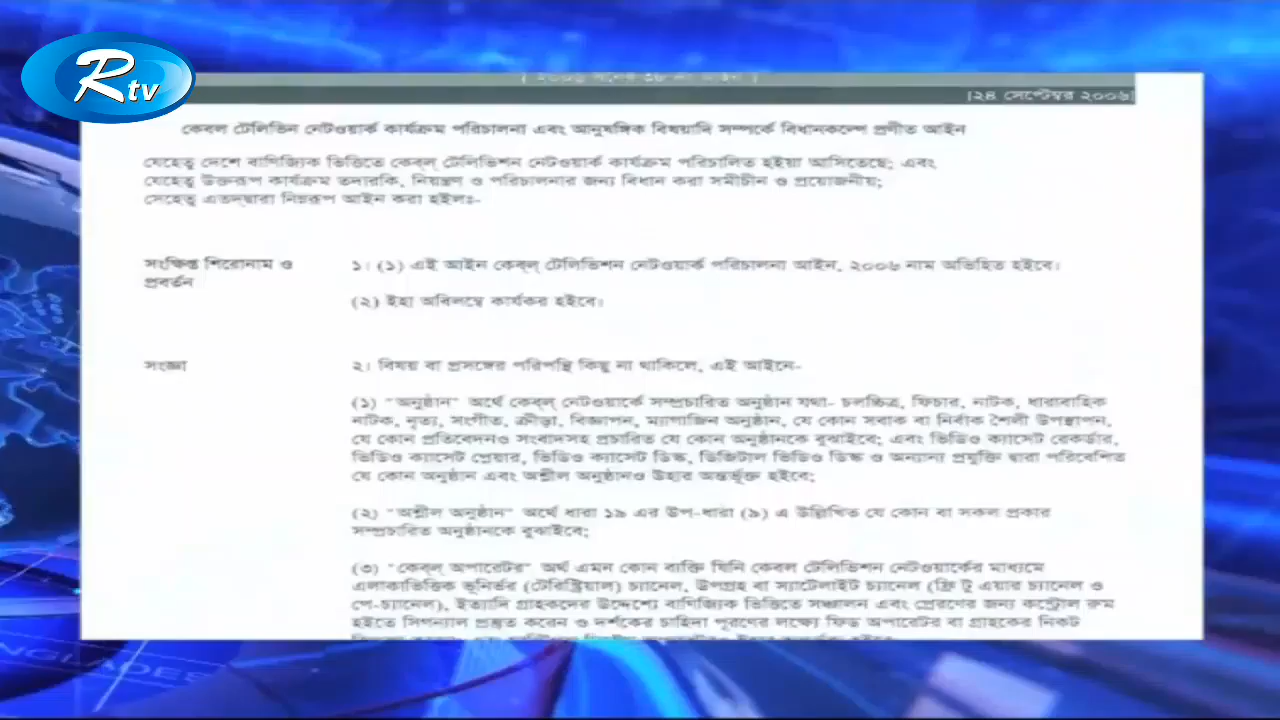 Rtv
[ ২০০৬ সনের ৩৮ নং আইন ]
[২৪ সেপ্টেম্বর ২০০৬]
কেবল টেলিভিন নেটওয়ার্ক কার্যক্রম পরিচালনা এবং আনুষঙ্গিক বিষয়াদি সম্পর্কে বিধানকল্পে প্রণীত আইন
যেহেতু দেশে বাণিজ্যিক ভিত্তিতে কেব্‌ল্‌ টেলিভিশন নেটওয়ার্ক কার্যক্রম পরিচালিত হইয়া আসিতেছে; এবং
যেহেতু উক্তরূপ কার্যক্রম তদারকি, নিয়ন্ত্রণ ও পরিচালনার জন্য বিধান করা সমীচীন ও প্রয়োজনীয়;
সেহেতু এতদ্‌দ্বারা নিম্নরূপ আইন করা হইলঃ-
সংক্ষিপ্ত শিরোনাম ও
প্রবর্তন
১। (১) এই আইন কেব্‌ল্‌ টেলিভিশন নেটওয়ার্ক পরিচালনা আইন, ২০০৬ নাম অভিহিত হইবে।
(২) ইহা অবিলম্বে কার্যকর হইবে।
সংজ্ঞা
২। বিষয় বা প্রসঙ্গের পরিপন্থি কিছু না থাকিলে, এই আইনে-
(১) "অনুষ্ঠান" অর্থে কেব্‌ল্‌ নেটওয়ার্কে সম্প্রচারিত অনুষ্ঠান যথা- চলচ্চিত্র, ফিচার, নাটক, ধারাবাহিক
নাটক, নৃত্য, সংগীত, ক্রীড়া, বিজ্ঞাপন, ম্যাগাজিন অনুষ্ঠান, যে কোন সবাক বা নির্বাক শৈলী উপস্থাপন,
যে কোন প্রতিবেদনও সংবাদসহ প্রচারিত যে কোন অনুষ্ঠানকে বুঝাইবে; এবং ভিডিও ক্যাসেট রেকর্ডার,
ভিডিও ক্যাসেট প্লেয়ার, ভিডিও ক্যাসেট ডিস্ক, ডিজিটাল ভিডিও ডিস্ক ও অন্যান্য প্রযুক্তি দ্বারা পরিবেশিত
যে কোন অনুষ্ঠান এবং অশ্লীল অনুষ্ঠানও উহার অন্তর্ভূক্ত হইবে;
(২) "অশ্লীল অনুষ্ঠান" অর্থে ধারা ১৯ এর উপ-ধারা (৯) এ উল্লিখিত যে কোন বা সকল প্রকার
সম্প্রচারিত অনুষ্ঠানকে বুঝাইবে;
(৩) "কেব্‌ল্‌ অপারেটর" অর্থ এমন কোন ব্যক্তি যিনি কেবল টেলিভিশন নেটওয়ার্কের মাধ্যমে
এলাকাভিত্তিক ভূনির্ভর (টেরিষ্ট্রিয়াল) চ্যানেল, উপগ্রহ বা স্যাটেলাইট চ্যানেল (ফ্রি টু এয়ার চ্যানেল ও
পে-চ্যানেল), ইত্যাদি গ্রাহকদের উদ্দেশ্যে বাণিজ্যিক ভিত্তিতে সঞ্চালন এবং প্রেরণের জন্য কন্ট্রোল রুম
হইতে সিগন্যাল প্রস্তুত করেন ও দর্শকের চাহিদা পূরণের লক্ষ্যে ফিড অপারেটর বা গ্রাহকের নিকট